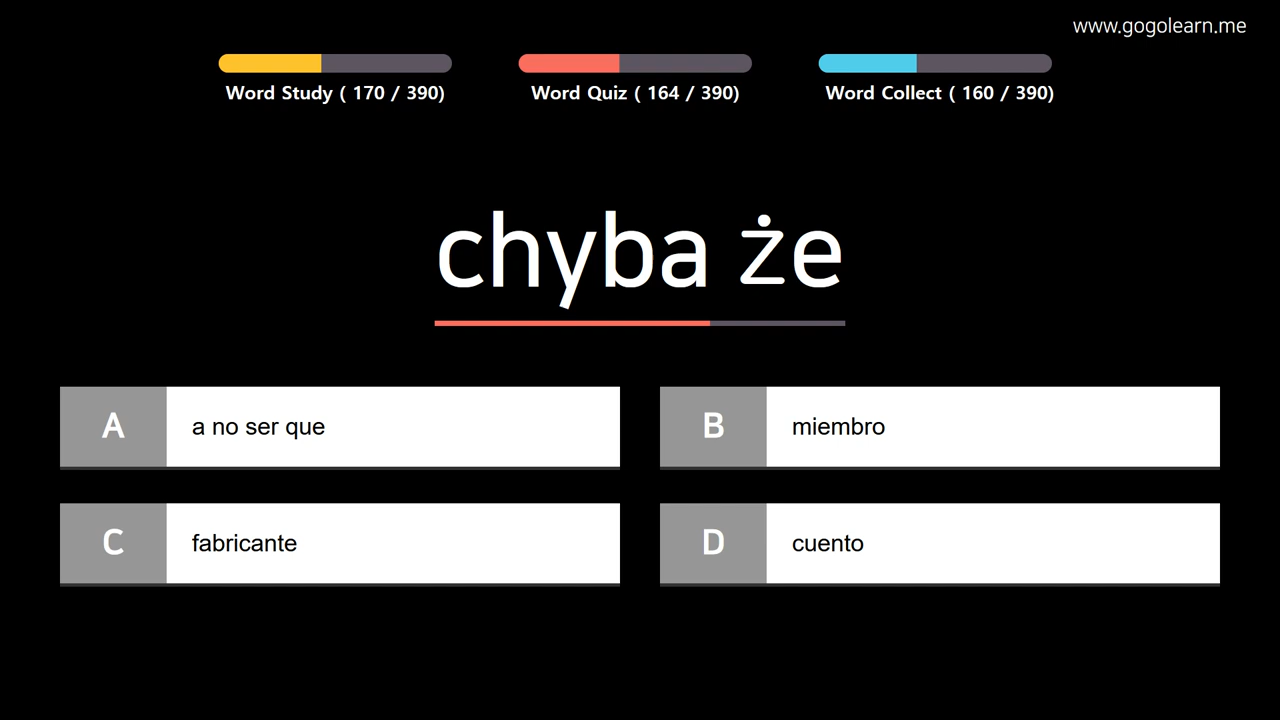 www.gogolearn.me
Word Study ( 170 / 390)
Word Quiz ( 164 / 390)
Word Collect ( 160 / 390)
chyba że
A
a no ser que
B
miembro
C
fabricante
D
cuento